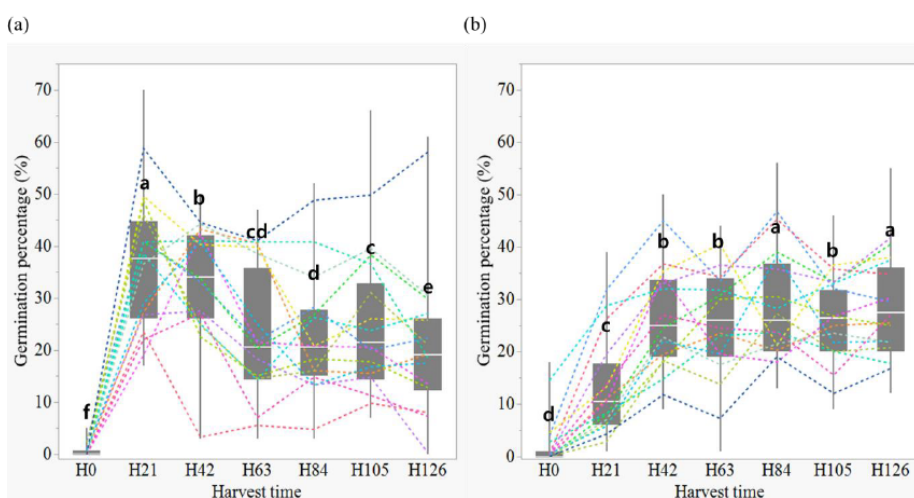 (a)
(b)
Germination percentage (%)
70
60
50
40
30
20
10
0
a
b
cd
d
c
e
f
H0
H21
H42
H63
H84
H105
H126
Harvest time
Germination percentage (%)
70
60
50
40
30
20
10
0
d
c
b
b
a
b
a
H0
H21
H42
H63
H84
H105
H126
Harvest time